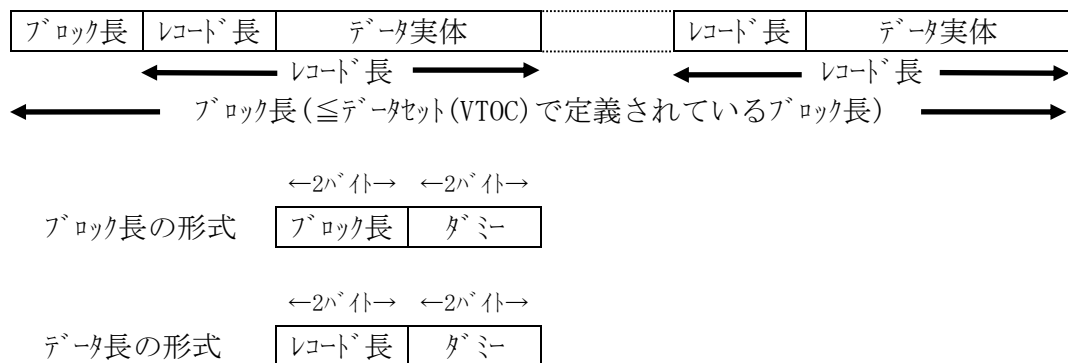 ﾌﾞﾛｯｸ長 ﾚｺｰﾄﾞ長 ﾃﾞｰﾀ実体 ﾚｺｰﾄﾞ長 ﾃﾞｰﾀ実体
ﾚｺｰﾄﾞ長 ﾚｺｰﾄﾞ長
ﾌﾞﾛｯｸ長(≦ﾃﾞｰﾀｾｯﾄ(VTOC)で定義されているﾌﾞﾛｯｸ長)
←2ﾊﾞｲﾄ→ ←2ﾊﾞｲﾄ→
ﾌﾞﾛｯｸ長の形式 ﾌﾞﾛｯｸ長 ﾀﾞﾐｰ
←2ﾊﾞｲﾄ→ ←2ﾊﾞｲﾄ→
ﾃﾞｰﾀ長の形式 ﾚｺｰﾄﾞ長 ﾀﾞﾐｰ